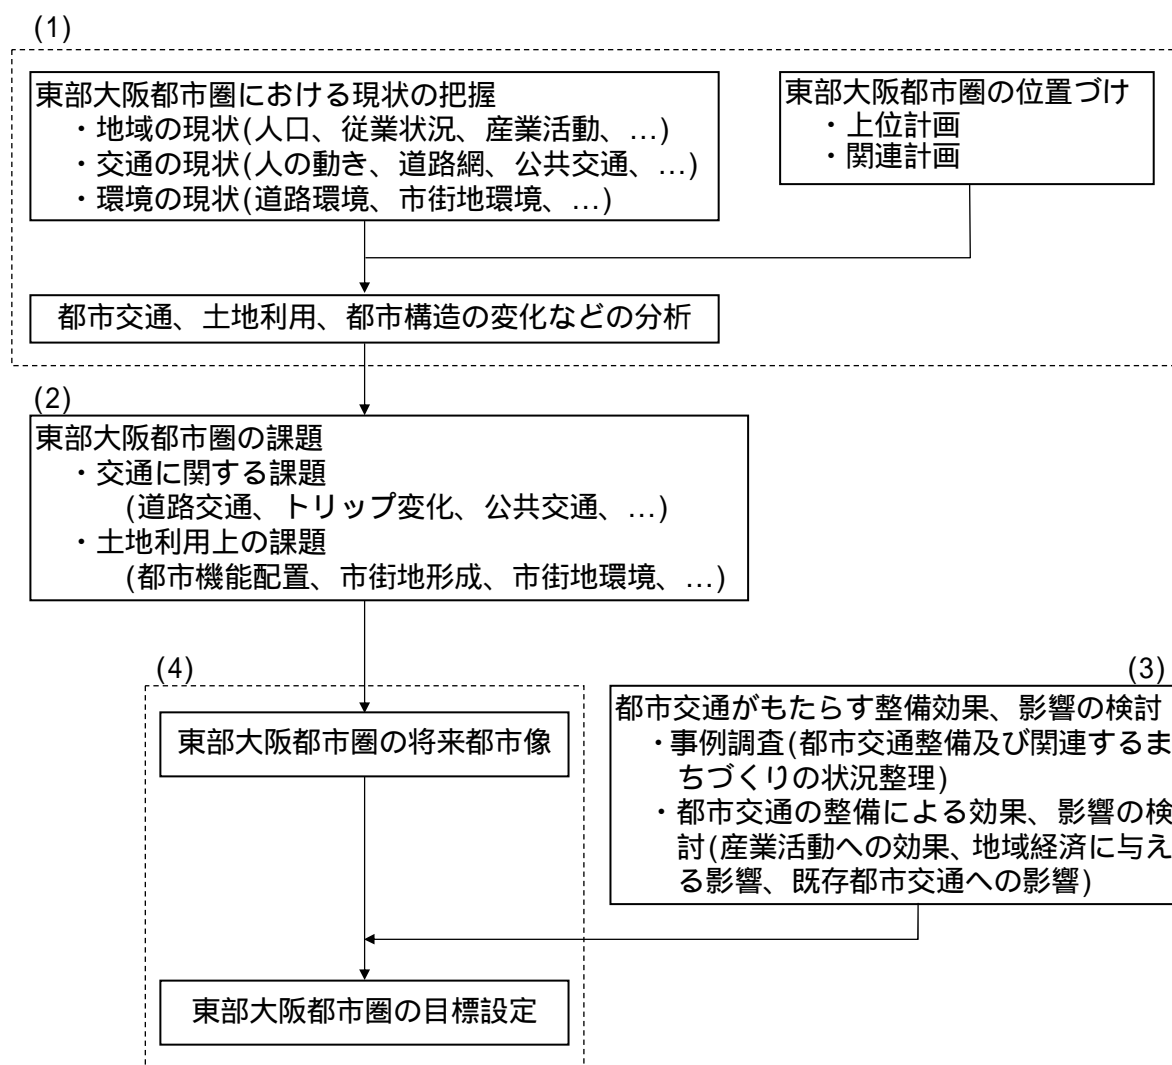 (1)
東部大阪都市圏における現状の把握
・地域の現状(人口、従業状況、産業活動、…)
・交通の現状(人の動き、道路網、公共交通、…)
・環境の現状(道路環境、市街地環境、…)
東部大阪都市圏の位置づけ
・上位計画
・関連計画
都市交通、土地利用、都市構造の変化などの分析
(2)
東部大阪都市圏の課題
・交通に関する課題
(道路交通、トリップ変化、公共交通、…)
・土地利用上の課題
(都市機能配置、市街地形成、市街地環境、…)
(4)
東部大阪都市圏の将来都市像
(3)
都市交通がもたらす整備効果、影響の検討
・事例調査(都市交通整備及び関連するま
ちづくりの状況整理)
・都市交通の整備による効果、影響の検
討(産業活動への効果、地域経済に与え
る影響、既存都市交通への影響)
東部大阪都市圏の目標設定